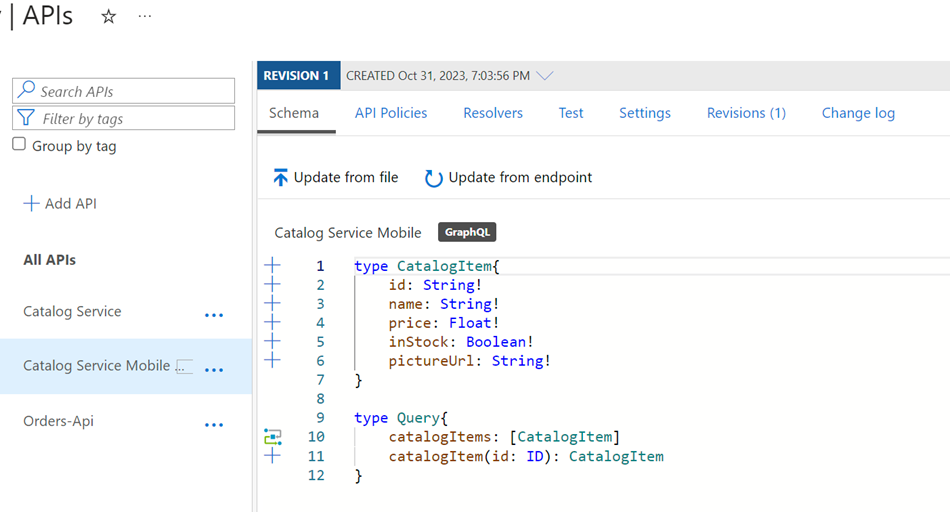 | APIs ☆ ...
Search APIs
Filter by tags
Group by tag
+ Add API
All APIs
Catalog Service ...
Catalog Service Mobile ... ...
Orders-Api ...
REVISION 1 CREATED Oct 31, 2023, 7:03:56 PM
Schema API Policies Resolvers Test Settings Revisions (1) Change log
Update from file Update from endpoint
Catalog Service Mobile GraphQL
1 type CatalogItem{
2 id: String!
3 name: String!
4 price: Float!
5 inStock: Boolean!
6 pictureUrl: String!
7 }
8
9 type Query{
10 catalogItems: [CatalogItem]
11 catalogItem(id: ID): CatalogItem
12 }